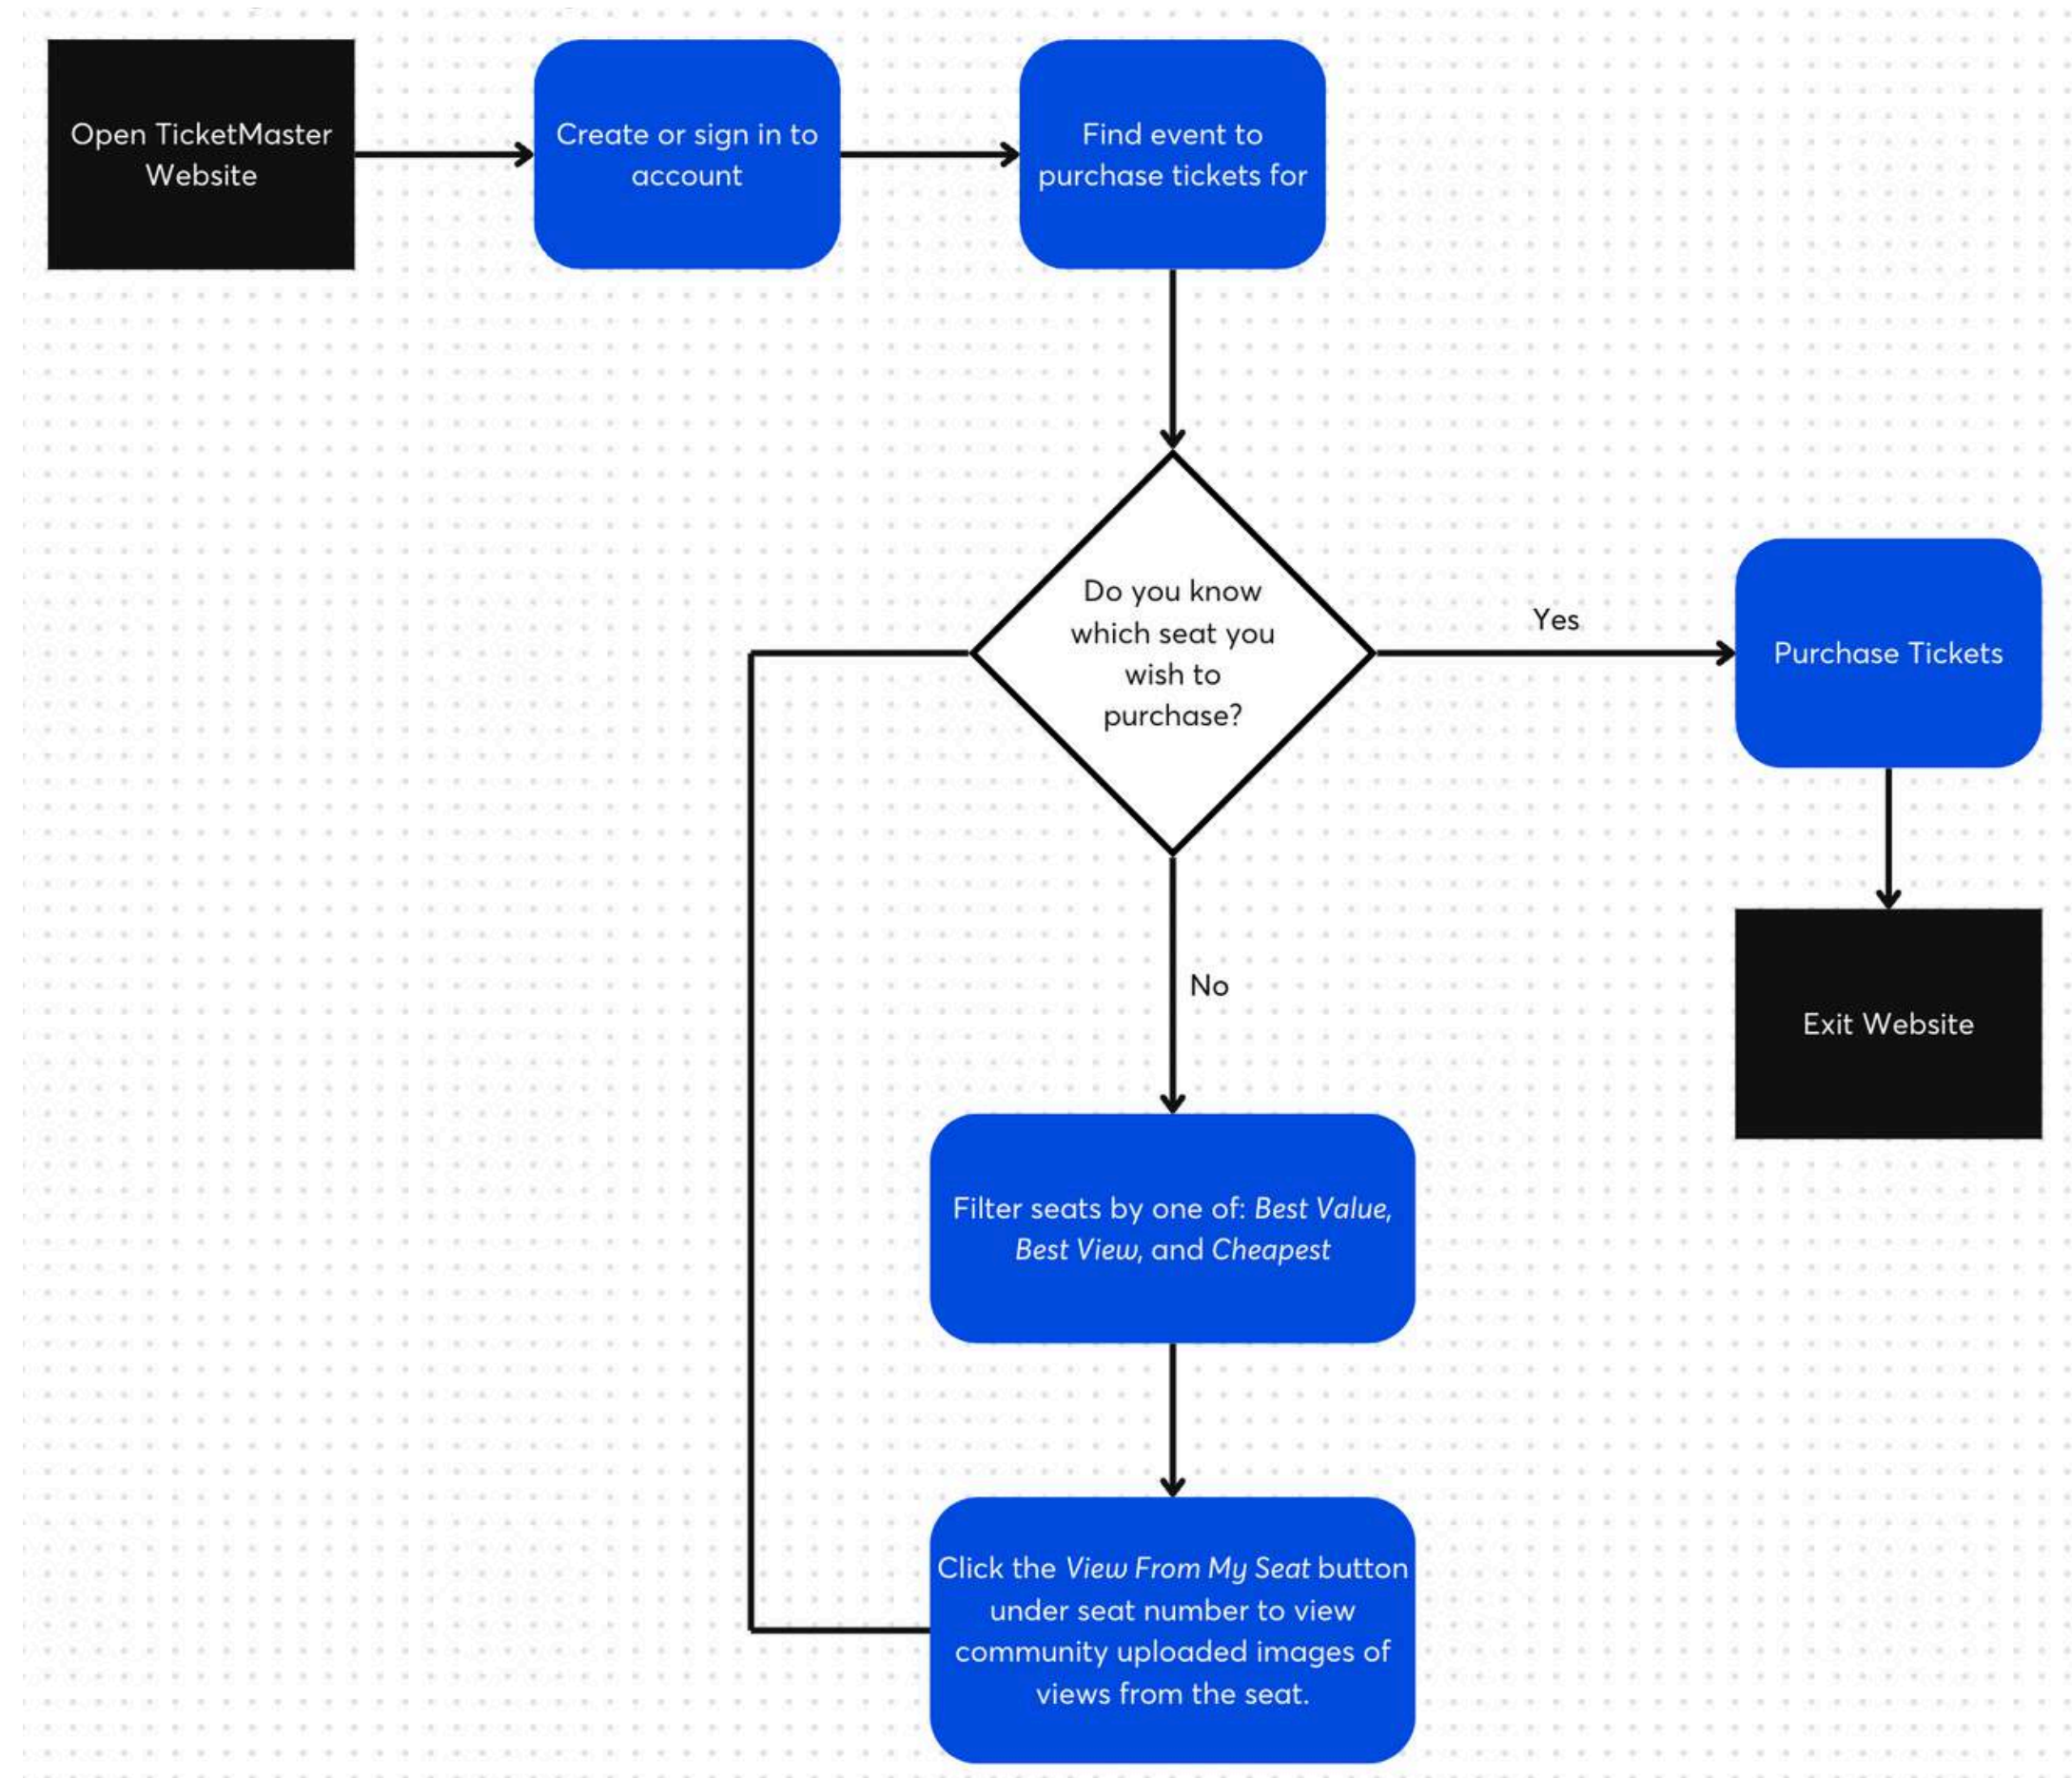 Open TicketMaster
Website
Create or sign in to
account
Find event to
purchase tickets for
Do you know
which seat you
wish to
purchase?
Yes
Purchase Tickets
No
Exit Website
Filter seats by one of: Best Value,
Best View, and Cheapest
Click the View From My Seat button
under seat number to view
community uploaded images of
views from the seat.